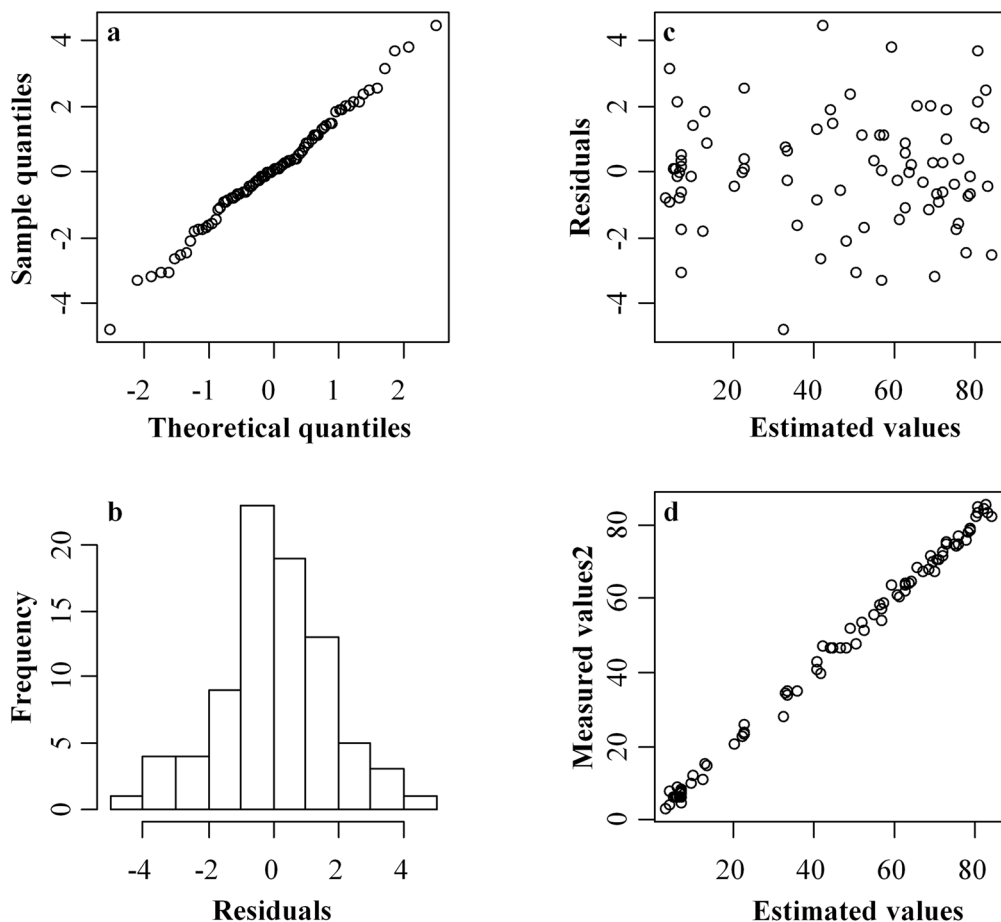 a
4
2
0
-2
-4
Sample quantiles
-2 -1 0 1 2
Theoretical quantiles
c
4
2
0
-2
-4
Residuals
20 40 60 80
Estimated values
b
20
15
10
5
0
Frequency
-4 -2 0 2 4
Residuals
d
80
60
40
20
0
Measured values2
20 40 60 80
Estimated values